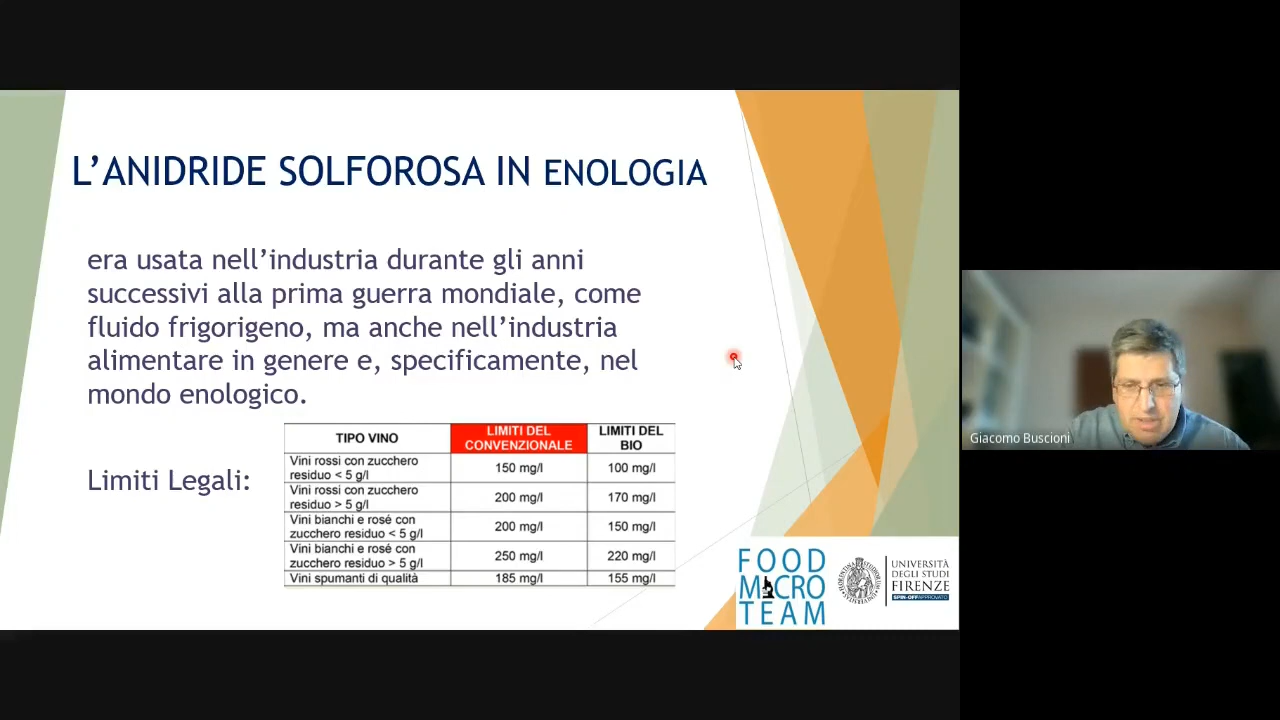 L'ANIDRIDE SOLFOROSA IN ENOLOGIA
era usata nell'industria durante gli anni
successivi alla prima guerra mondiale, come
fluido frigorigeno, ma anche nell'industria
alimentare in genere e, specificamente, nel
mondo enologico.
Limiti Legali:
TIPO VINO
LIMITI DEL
CONVENZIONALE
LIMITI DEL
BIO
Vini rossi con zucchero
residuo < 5 g/l
150 mg/l
100 mg/l
Vini rossi con zucchero
residuo > 5 g/l
200 mg/l
170 mg/l
Vini bianchi e rosé con
zucchero residuo < 5 g/l
200 mg/l
150 mg/l
Vini bianchi e rosé con
zucchero residuo > 5 g/l
250 mg/l
220 mg/l
Vini spumanti di qualità
185 mg/l
155 mg/l
FOOD
MICRO
TEAM
UNIVERSITÀ
DEGLI STUDI
FIRENZE
SPIN-OFF APPROVATO
Giacomo Buscioni